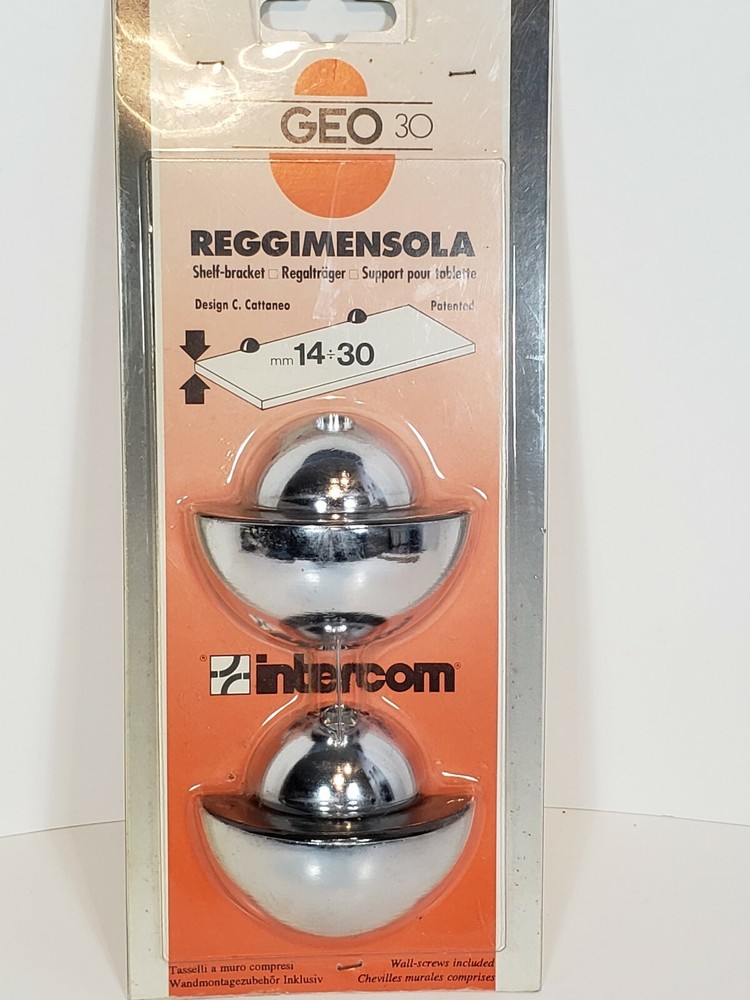 GEO 30
REGGIMENSOLA
Shelf-bracket □ Regalträger □ Support pour tablette
Design C. Cattaneo Patented
mm 14÷30
® intercom®
Tasselli a muro compresi Wall-screws included
Wandmontagezubehör Inklusiv Chevilles murales comprises